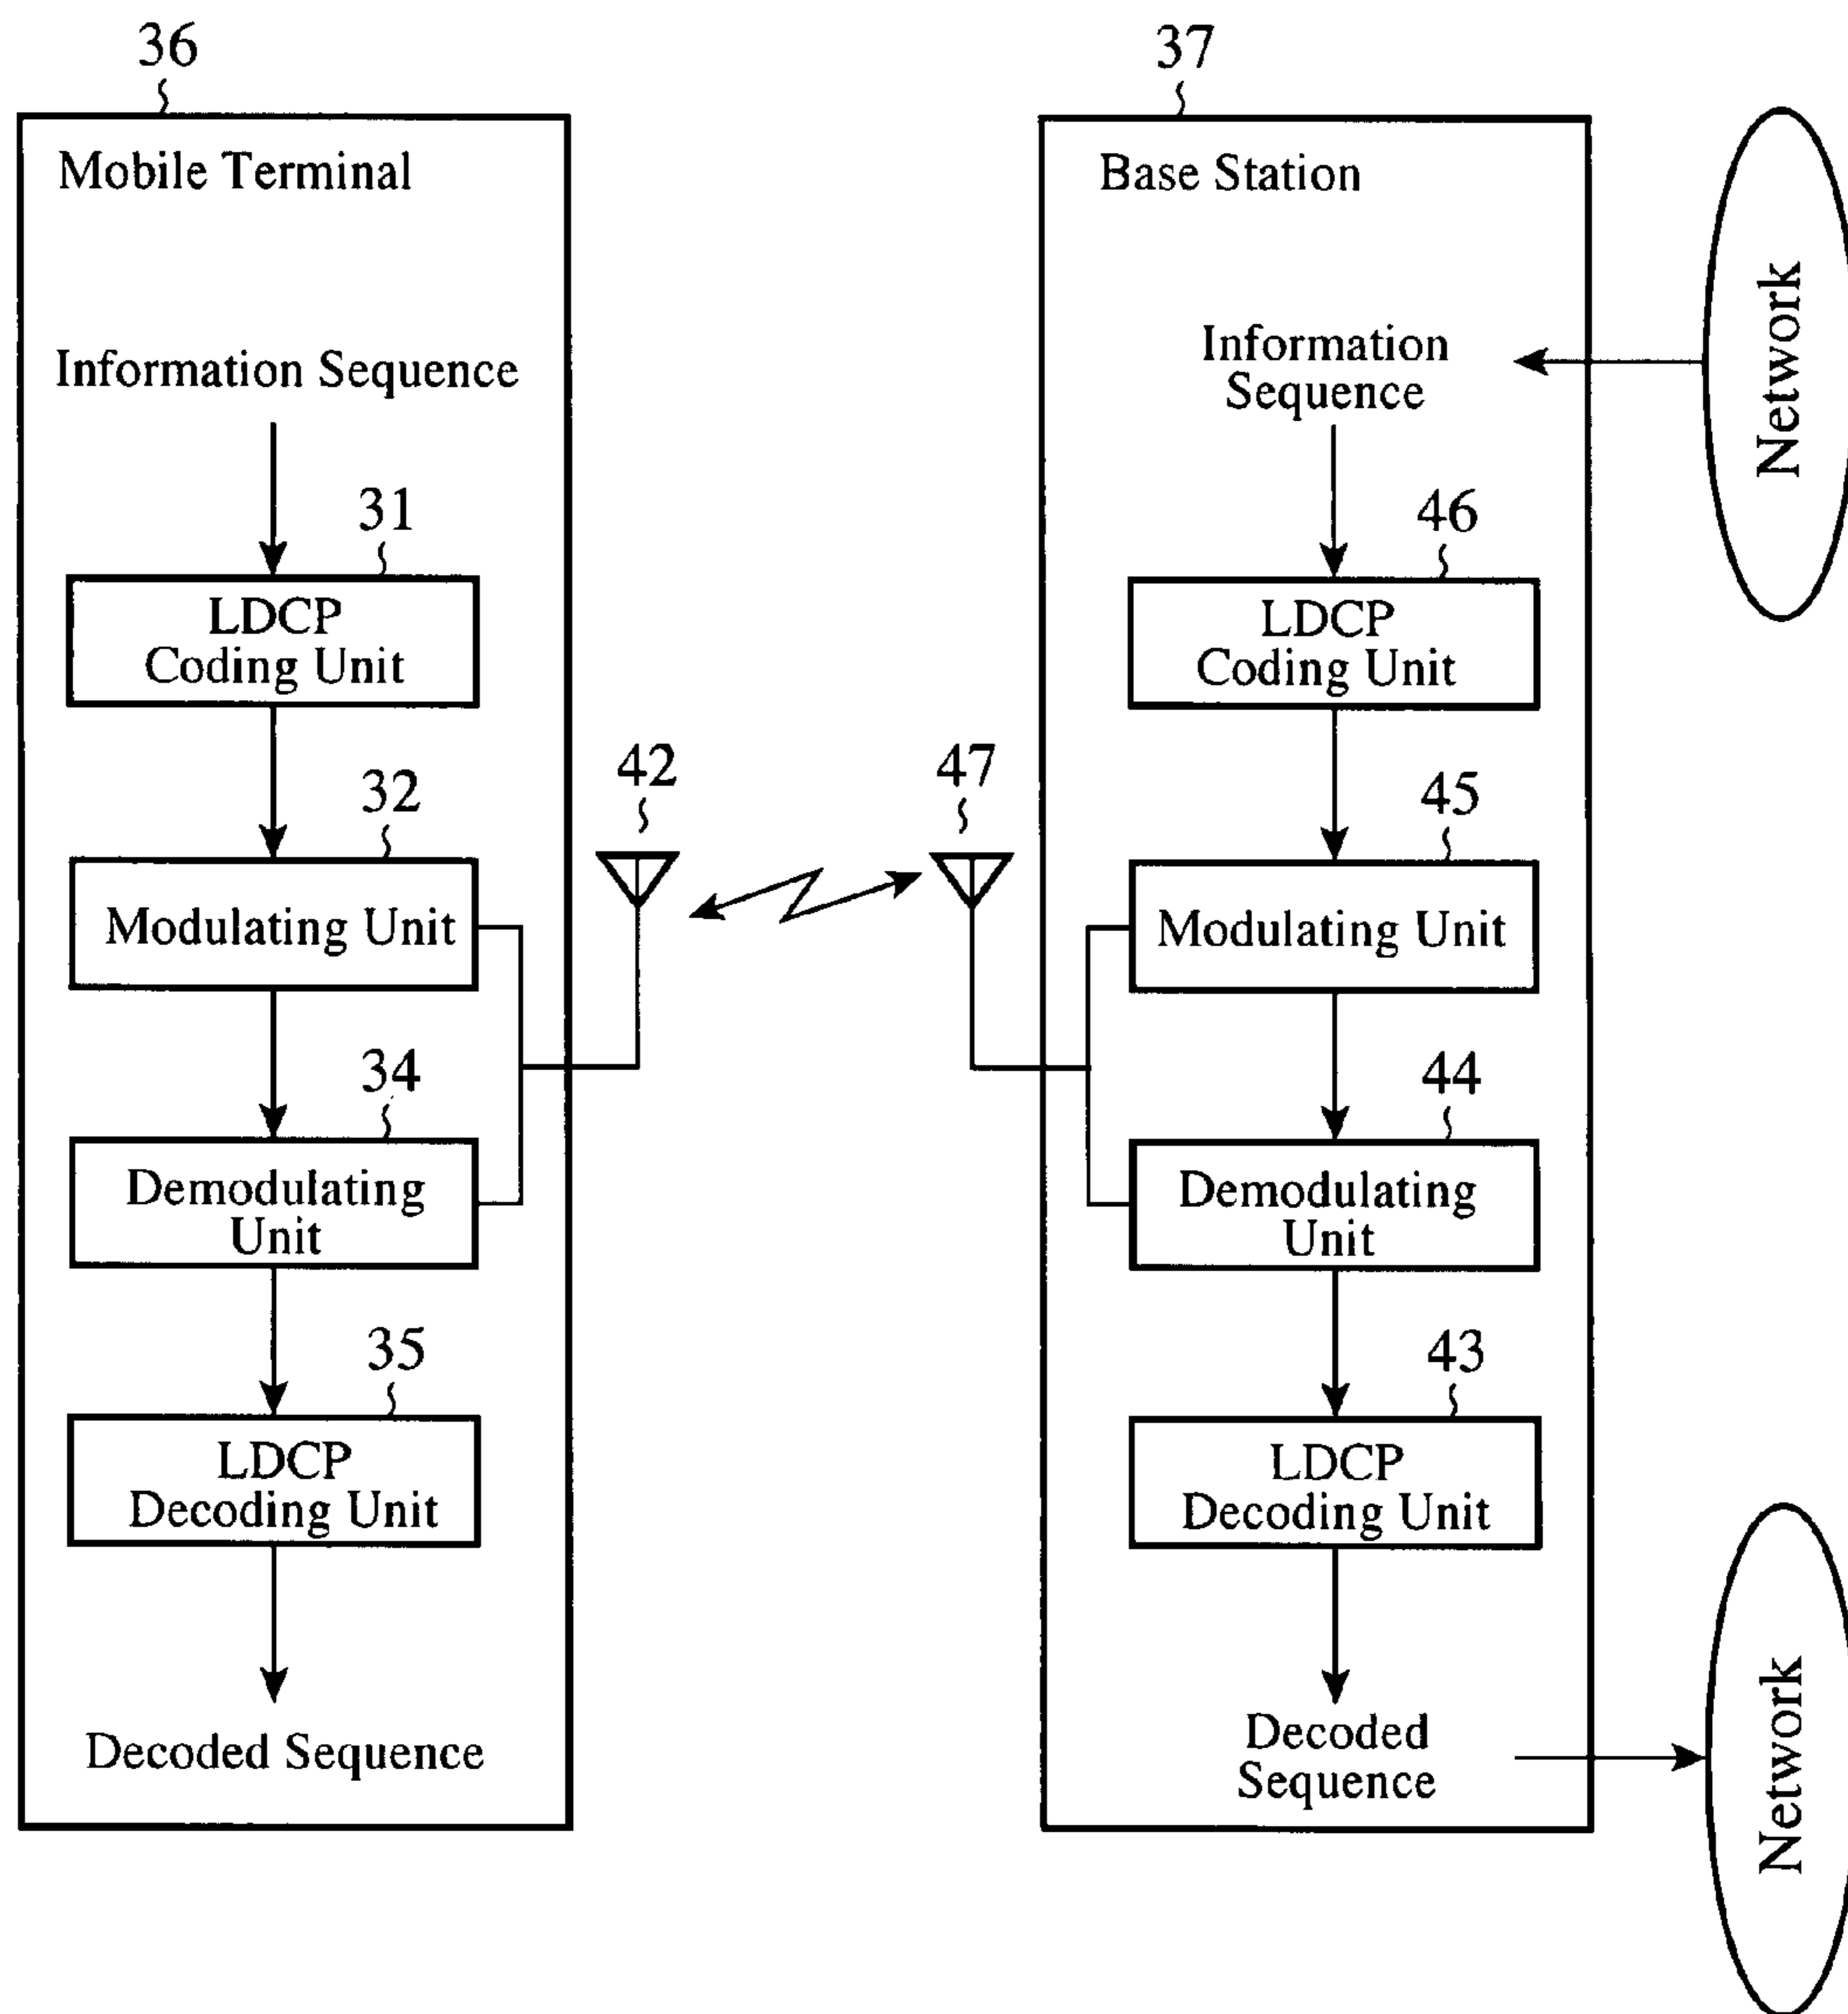 36
Mobile Terminal
Information Sequence
31
LDCP
Coding Unit
32
Modulating Unit
34
Demodulating
Unit
35
LDCP
Decoding Unit
Decoded Sequence
42
47
37
Base Station
Information
Sequence
46
LDCP
Coding Unit
45
Modulating Unit
44
Demodulating
Unit
43
LDCP
Decoding Unit
Decoded
Sequence
Network
Network